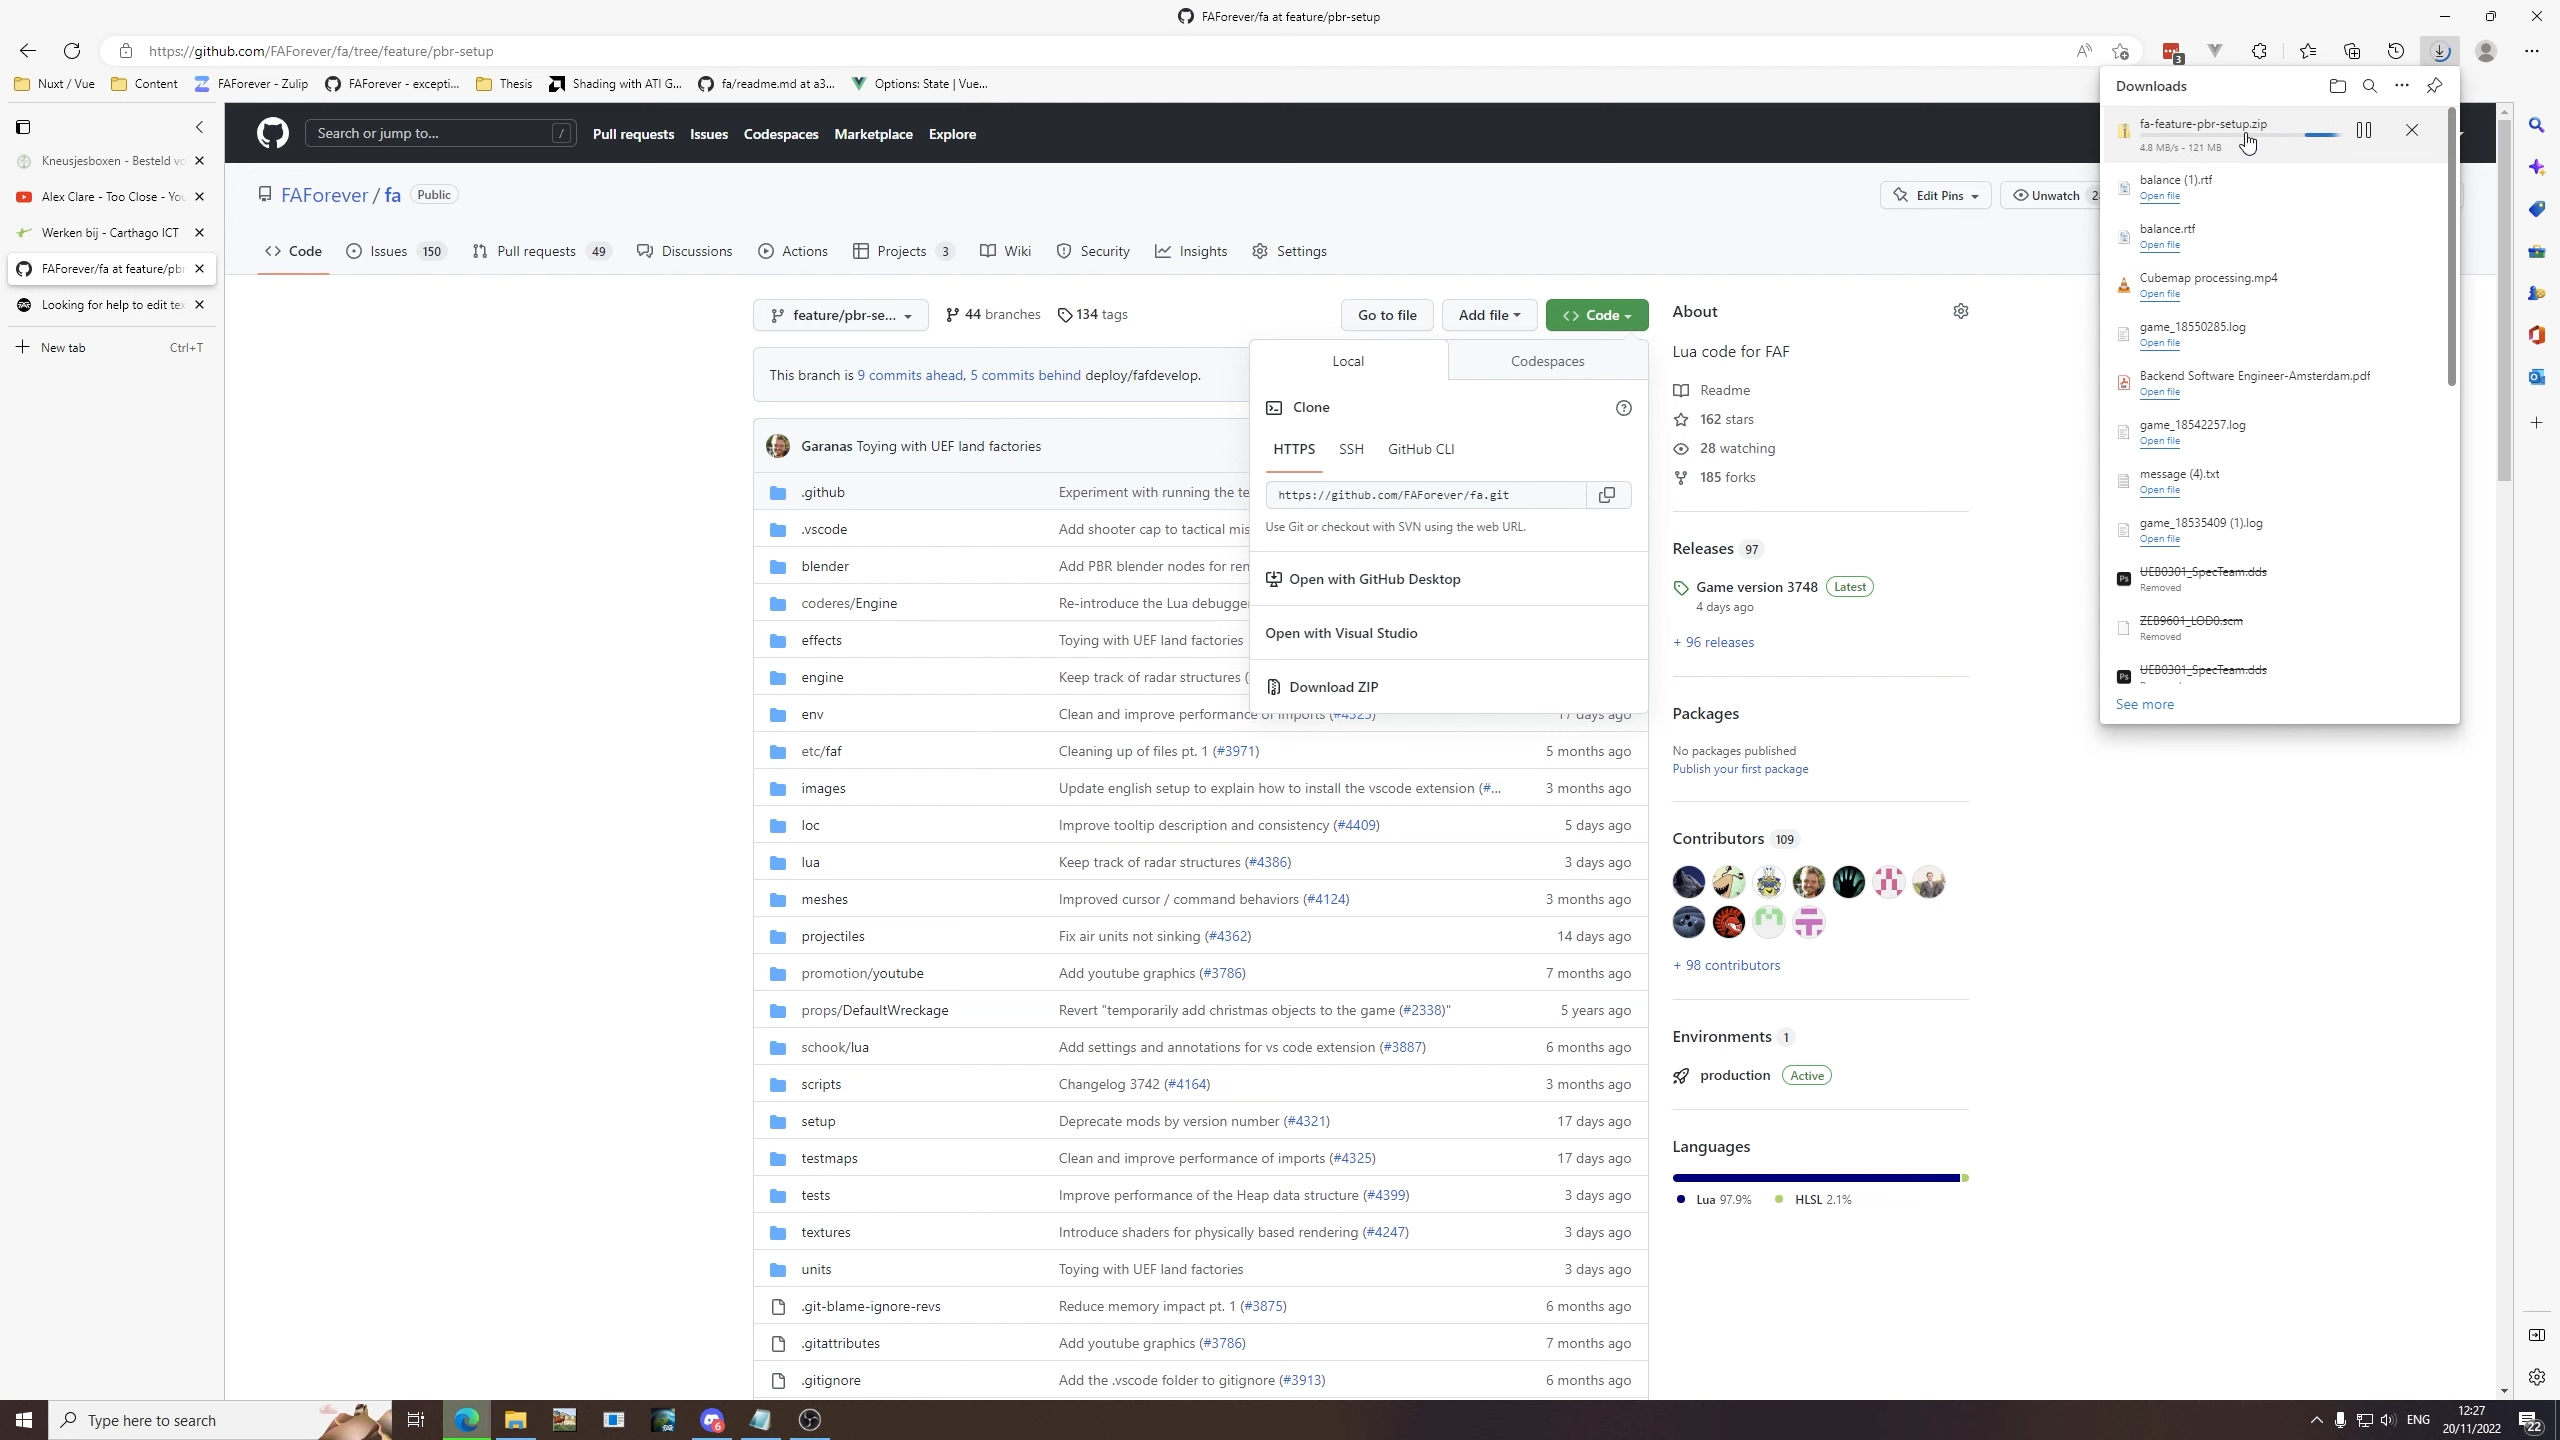 FAForever/fa at feature/pbr-setup
https://github.com/FAForever/fa/tree/feature/pbr-setup
3
Nuxt / Vue
Content
FAForever - Zulip
FAForever - excepti...
Thesis
Shading with ATI G...
fa/readme.md at a3...
Options: State | Vue...
Kneusjesboxen - Besteld vo
Alex Clare - Too Close - You
Werken bij - Carthago ICT
FAForever/fa at feature/pbr
Looking for help to edit tex
New tab
Ctrl+T
Search or jump to...
/
Pull requests
Issues
Codespaces
Marketplace
Explore
FAForever / fa
Public
Edit Pins
Unwatch
Code
Issues 150
Pull requests 49
Discussions
Actions
Projects 3
Wiki
Security
Insights
Settings
feature/pbr-se...
44 branches
134 tags
Go to file
Add file
Code
This branch is 9 commits ahead, 5 commits behind deploy/fafdevelop.
Local
Codespaces
Clone
HTTPS
SSH
GitHub CLI
https://github.com/FAForever/fa.git
Use Git or checkout with SVN using the web URL.
Open with GitHub Desktop
Open with Visual Studio
Download ZIP
Garanas Toying with UEF land factories
.github Experiment with running the te
.vscode Add shooter cap to tactical mis
blender Add PBR blender nodes for ren
coderes/Engine Re-introduce the Lua debugge
effects Toying with UEF land factories
engine Keep track of radar structures (
env Clean and improve performance of imports (#4325) 17 days ago
etc/faf Cleaning up of files pt. 1 (#3971) 5 months ago
images Update english setup to explain how to install the vscode extension (#... 3 months ago
loc Improve tooltip description and consistency (#4409) 5 days ago
lua Keep track of radar structures (#4386) 3 days ago
meshes Improved cursor / command behaviors (#4124) 3 months ago
projectiles Fix air units not sinking (#4362) 14 days ago
promotion/youtube Add youtube graphics (#3786) 7 months ago
props/DefaultWreckage Revert "temporarily add christmas objects to the game (#2338)" 5 years ago
schook/lua Add settings and annotations for vs code extension (#3887) 6 months ago
scripts Changelog 3742 (#4164) 3 months ago
setup Deprecate mods by version number (#4321) 17 days ago
testmaps Clean and improve performance of imports (#4325) 17 days ago
tests Improve performance of the Heap data structure (#4399) 3 days ago
textures Introduce shaders for physically based rendering (#4247) 3 days ago
units Toying with UEF land factories 3 days ago
.git-blame-ignore-revs Reduce memory impact pt. 1 (#3875) 6 months ago
.gitattributes Add youtube graphics (#3786) 7 months ago
.gitignore Add the .vscode folder to gitignore (#3913) 6 months ago
About
Lua code for FAF
Readme
162 stars
28 watching
185 forks
Releases 97
Game version 3748 Latest
4 days ago
+ 96 releases
Packages
No packages published
Publish your first package
Contributors 109
+ 98 contributors
Environments 1
production Active
Languages
Lua 97.9%
HLSL 2.1%
Downloads
fa-feature-pbr-setup.zip
4.8 MB/s - 121 MB
balance (1).rtf
Open file
balance.rtf
Open file
Cubemap processing.mp4
Open file
game_18550285.log
Open file
Backend Software Engineer-Amsterdam.pdf
Open file
game_18542257.log
Open file
message (4).txt
Open file
game_18535409 (1).log
Open file
UEB0301_SpecTeam.dds
Removed
ZEB9601_LOD0.scm
Removed
UEB0301_SpecTeam.dds
See more
Type here to search
6
ENG
12:27
20/11/2022
22